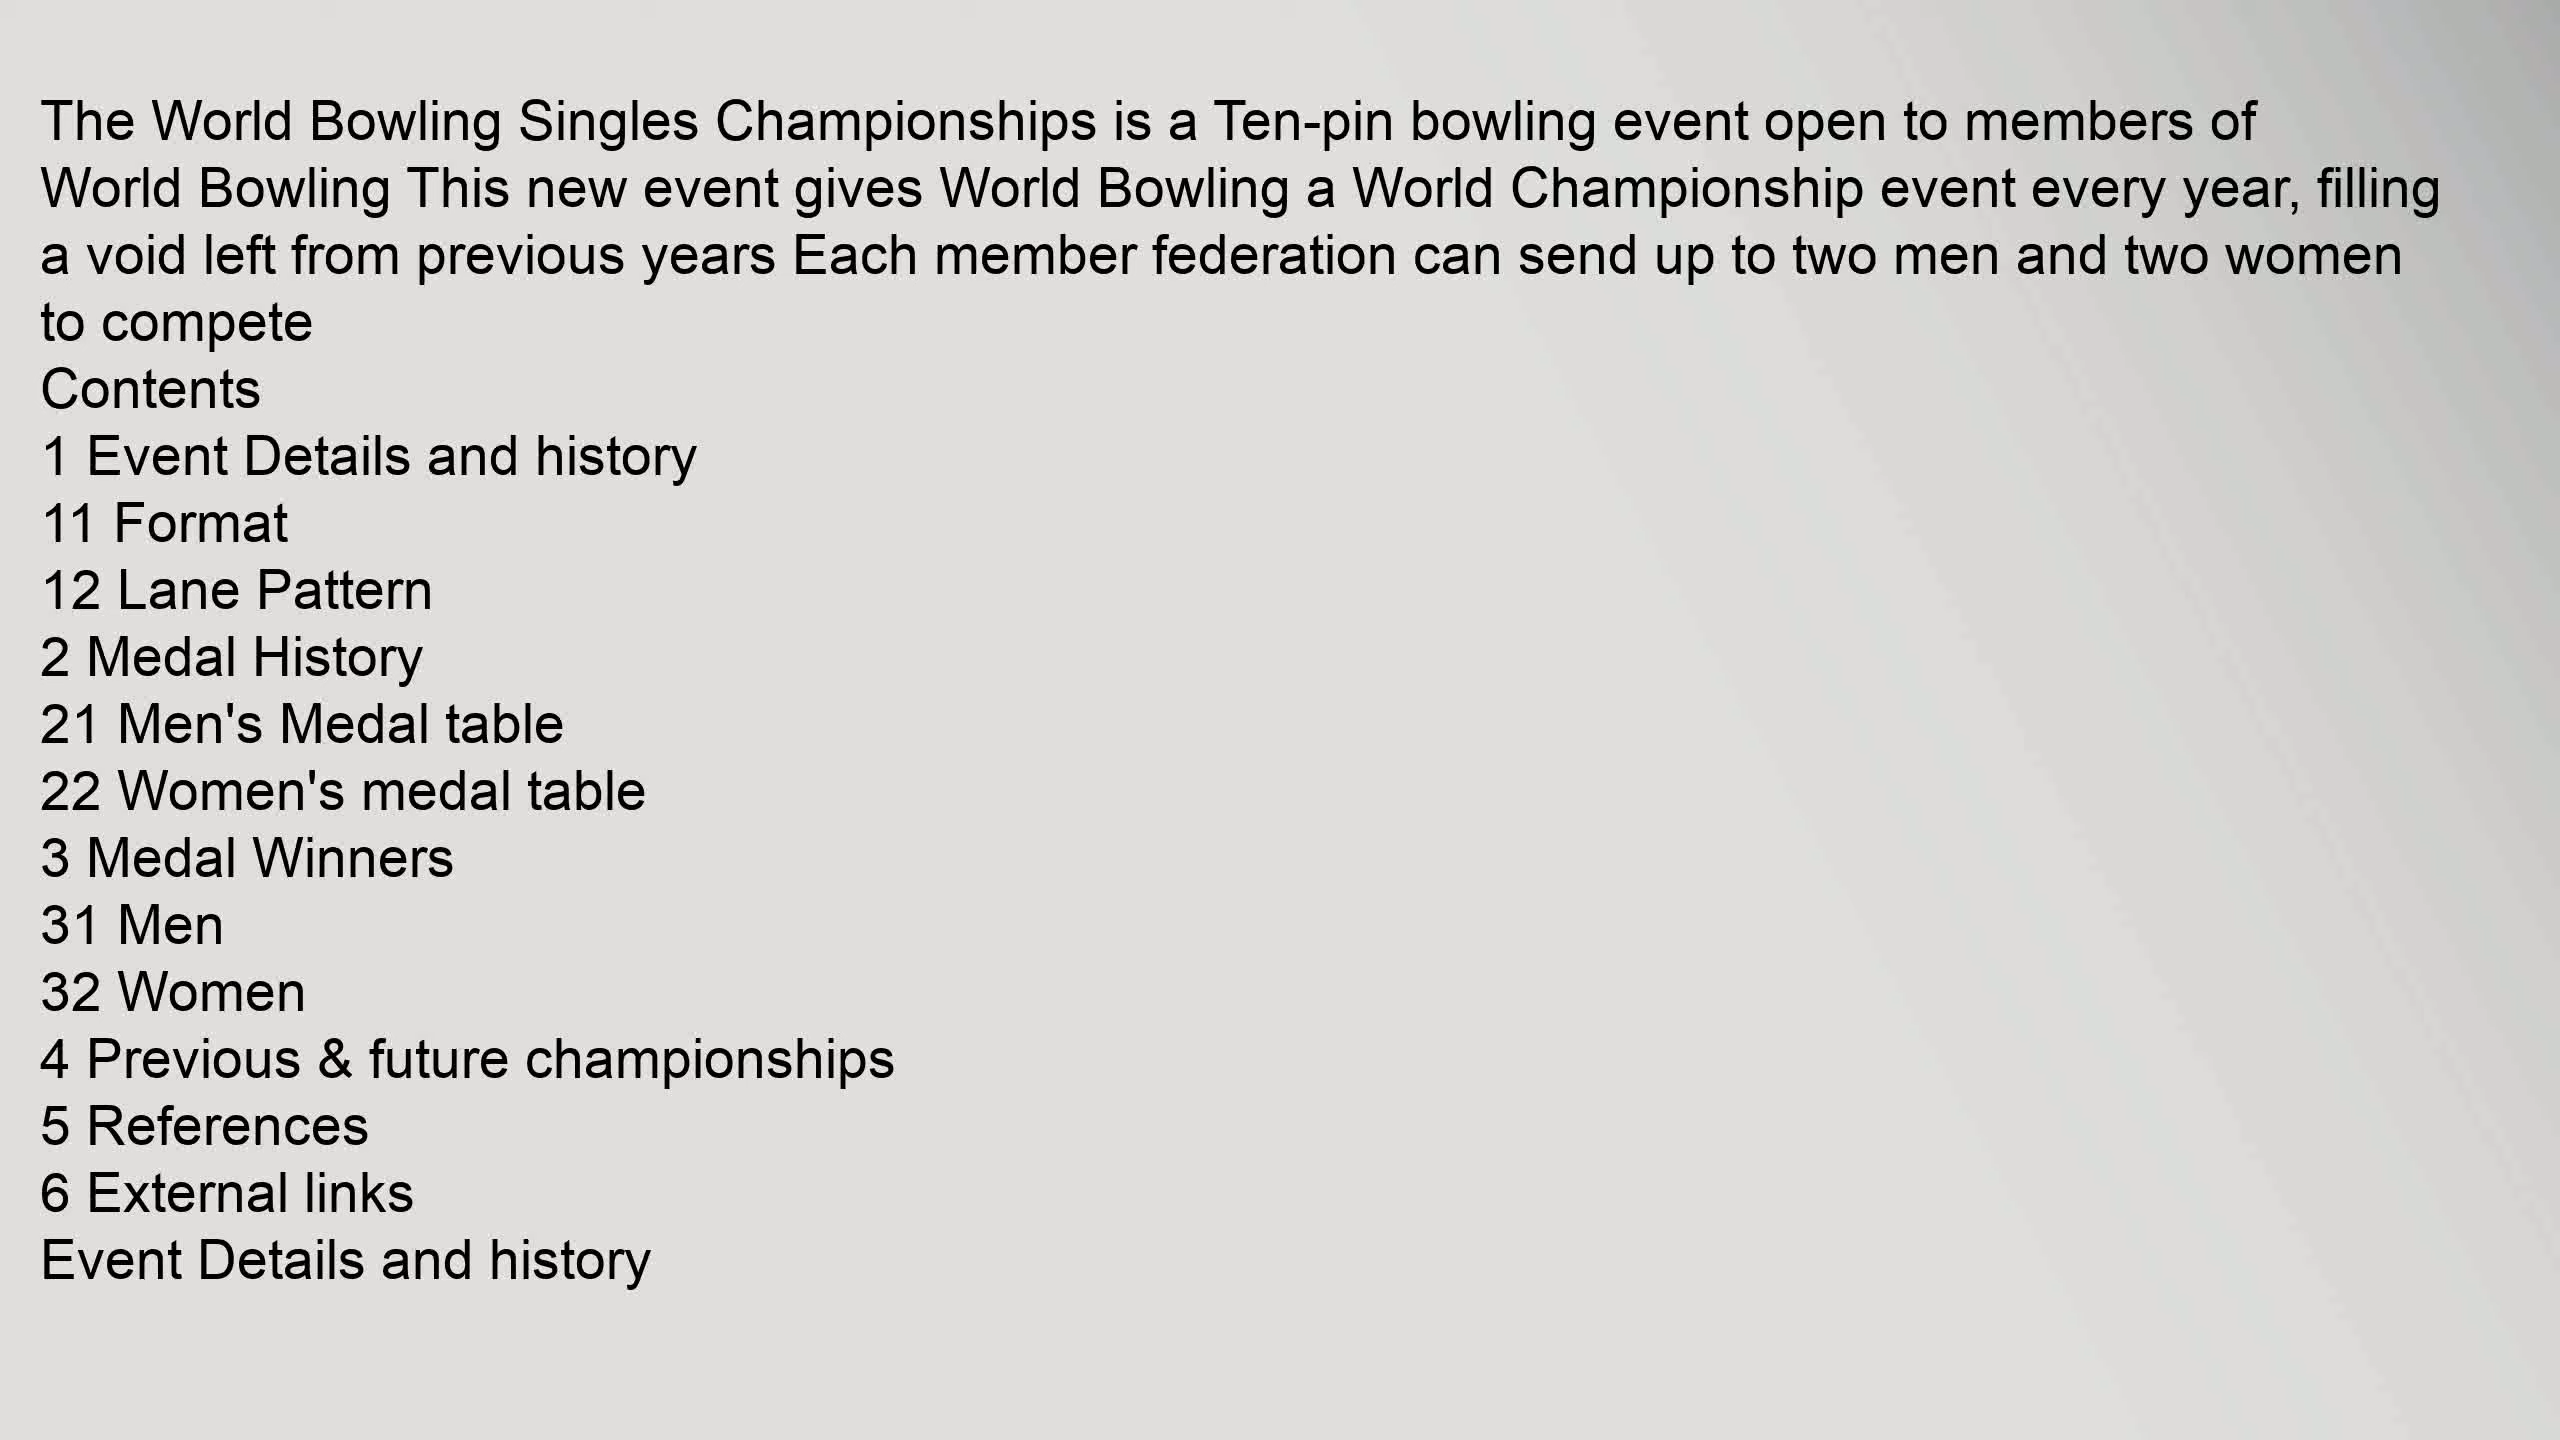 The World Bowling Singles Championships is a Ten-pin bowling event open to members of
World Bowling This new event gives World Bowling a World Championship event every year, filling
a void left from previous years Each member federation can send up to two men and two women
to compete
Contents
1 Event Details and history
11 Format
12 Lane Pattern
2 Medal History
21 Men's Medal table
22 Women's medal table
3 Medal Winners
31 Men
32 Women
4 Previous & future championships
5 References
6 External links
Event Details and history